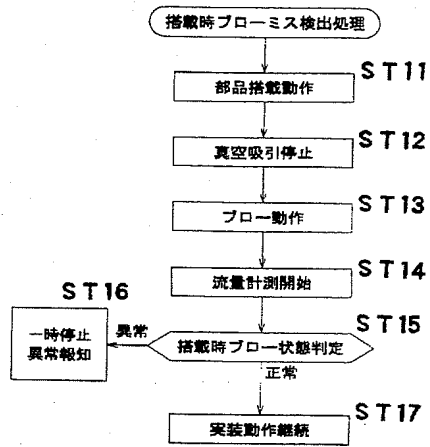 搭載時ブローミス検出処理
ST11
部品搭載動作
ST12
真空吸引停止
ST13
ブロー動作
ST14
流量計測開始
ST15
搭載時ブロー状態判定
異常
ST16
一時停止
異常報知
正常
ST17
実装動作継続